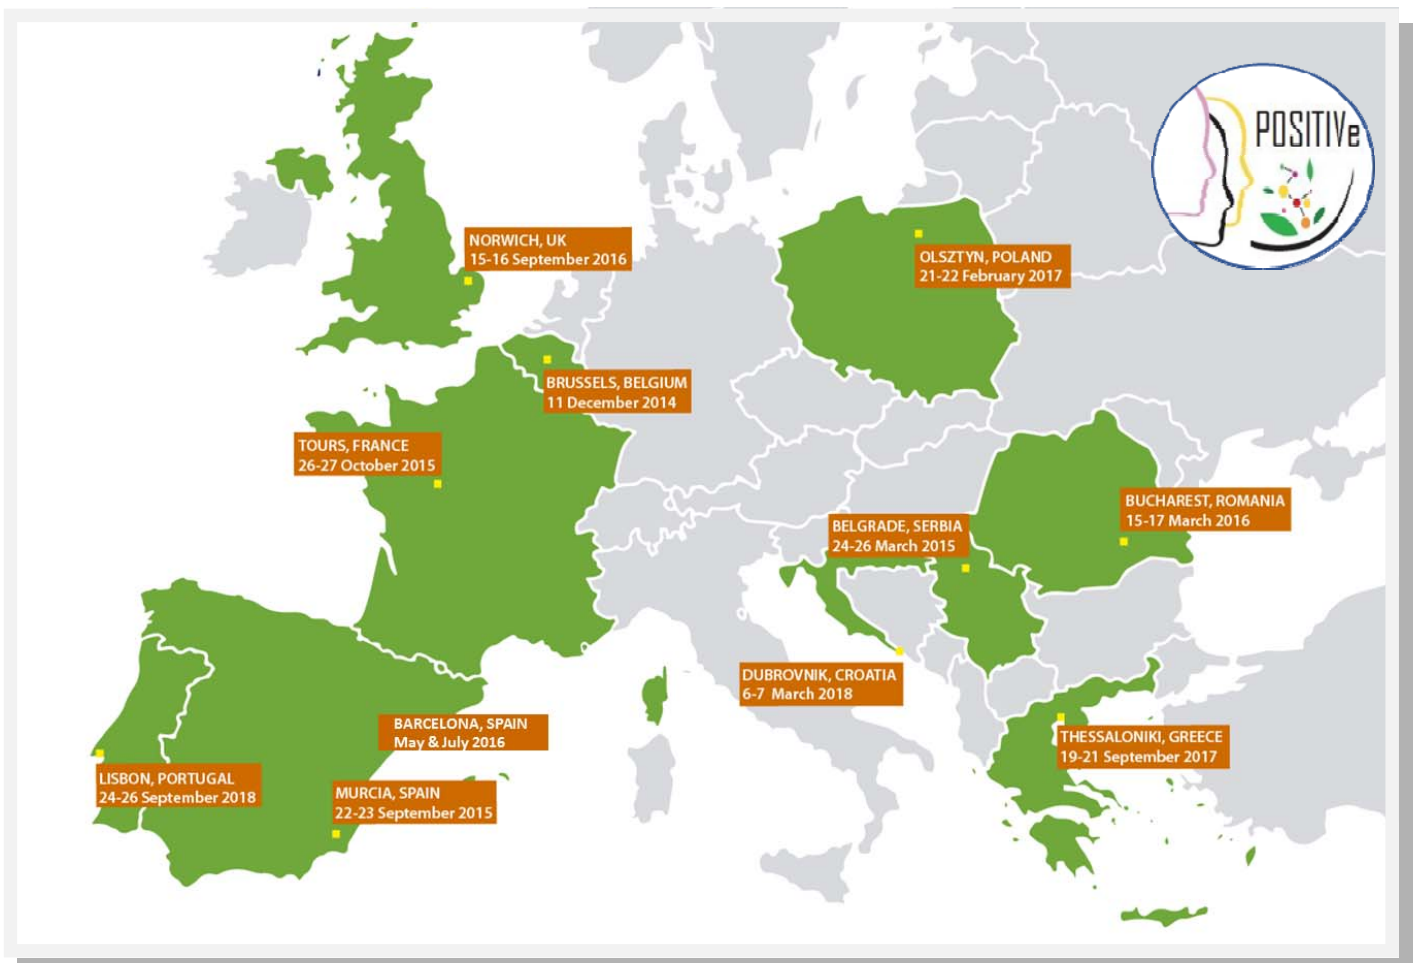 POSITIVe
NORWICH, UK
15-16 September 2016
OLSZTYN, POLAND
21-22 February 2017
BRUSSELS, BELGIUM
11 December 2014
TOURS, FRANCE
26-27 October 2015
BUCHAREST, ROMANIA
15-17 March 2016
BELGRADE, SERBIA
24-26 March 2015
DUBROVNIK, CROATIA
6-7 March 2018
BARCELONA, SPAIN
May & July 2016
THESSALONIKI, GREECE
19-21 September 2017
LISBON, PORTUGAL
24-26 September 2018
MURCIA, SPAIN
22-23 September 2015